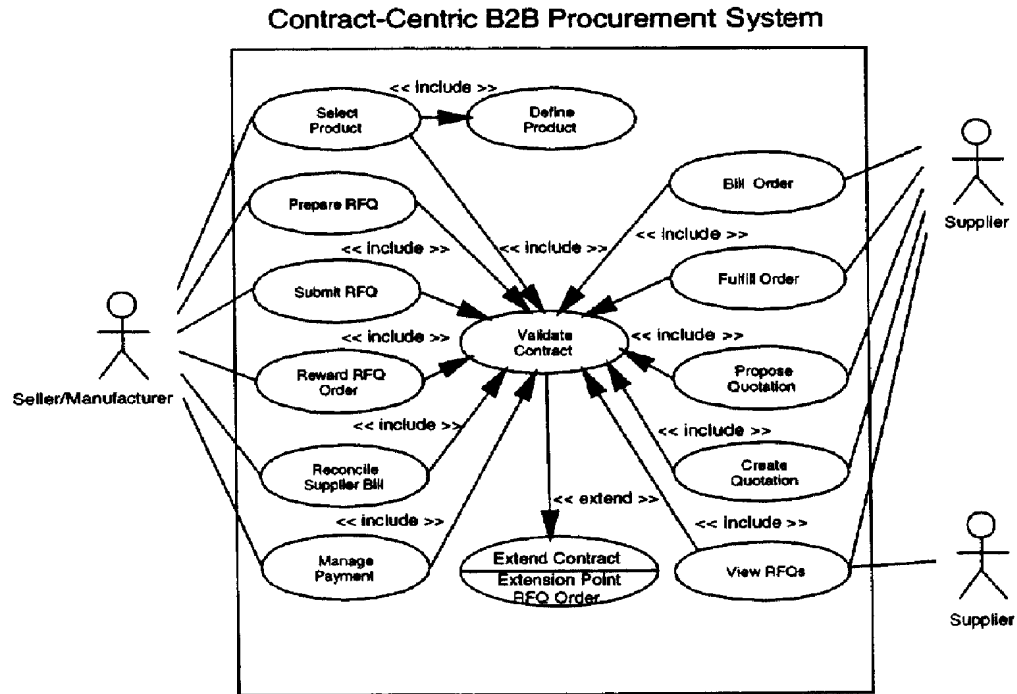 Contract-Centric B2B Procurement System
<< include >>
Select
Product
Define
Product
Bill Order
Supplier
Prepare RFQ
<< include >>
<< include >>
<< include >>
Submit RFQ
Fulfill Order
Validate
Contract
<< include >>
<< include >>
Reward RFQ
Order
Propose
Quotation
Seller/Manufacturer
<< include >>
<< include >>
Reconcile
Supplier Bill
Create
Quotation
<< extend >>
<< include >>
<< include >>
Manage
Payment
Extend Contract
Extension Point
RFQ Order
View RFQs
Supplier